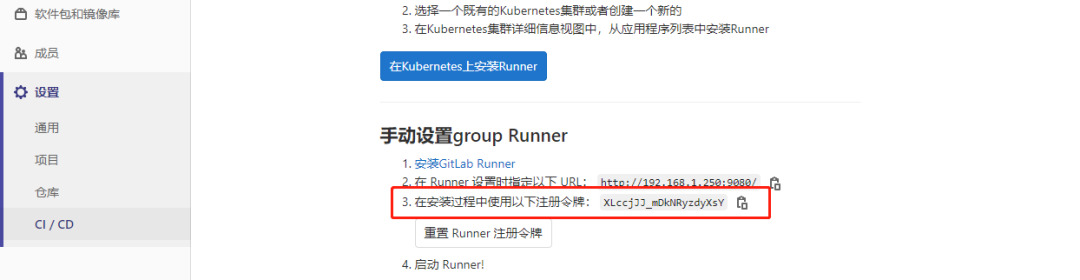 软件包和镜像库
成员
设置
通用
项目
仓库
CI / CD
2. 选择一个既有的Kubernetes集群或者创建一个新的
3. 在Kubernetes集群详细信息视图中，从应用程序列表中安装Runner
在Kubernetes上安装Runner
手动设置group Runner
1. 安装GitLab Runner
2. 在 Runner 设置时指定以下 URL： http://192.168.1.250:9080/
3. 在安装过程中使用以下注册令牌： XLccjJJ_mDkNRyzdyXsY
重置 Runner 注册令牌
4. 启动 Runner!